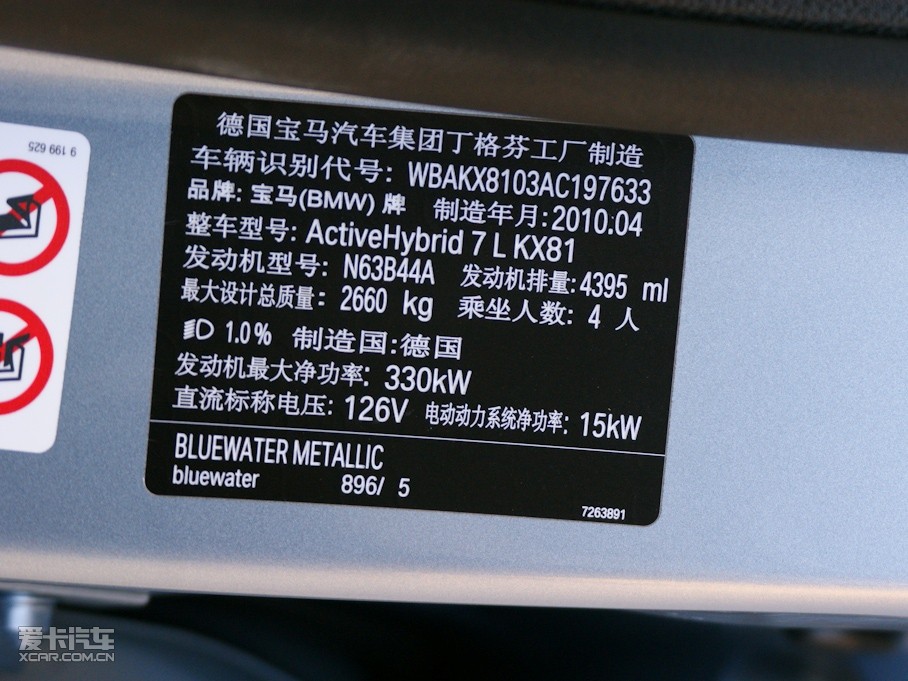 9 199 625
德国宝马汽车集团丁格芬工厂制造
车辆识别代号: WBAKX8103AC197633
品牌: 宝马(BMW)牌 制造年月:2010.04
整车型号: ActiveHybrid 7 L KX81
发动机型号: N63B44A 发动机排量:4395 ml
最大设计总质量: 2660 kg 乘坐人数: 4 人
1.0% 制造国:德国
发动机最大净功率: 330kW
直流标称电压: 126V 电动动力系统净功率: 15kW
BLUEWATER METALLIC
bluewater 896/ 5
7263891
爱卡汽车
XCAR.COM.CN